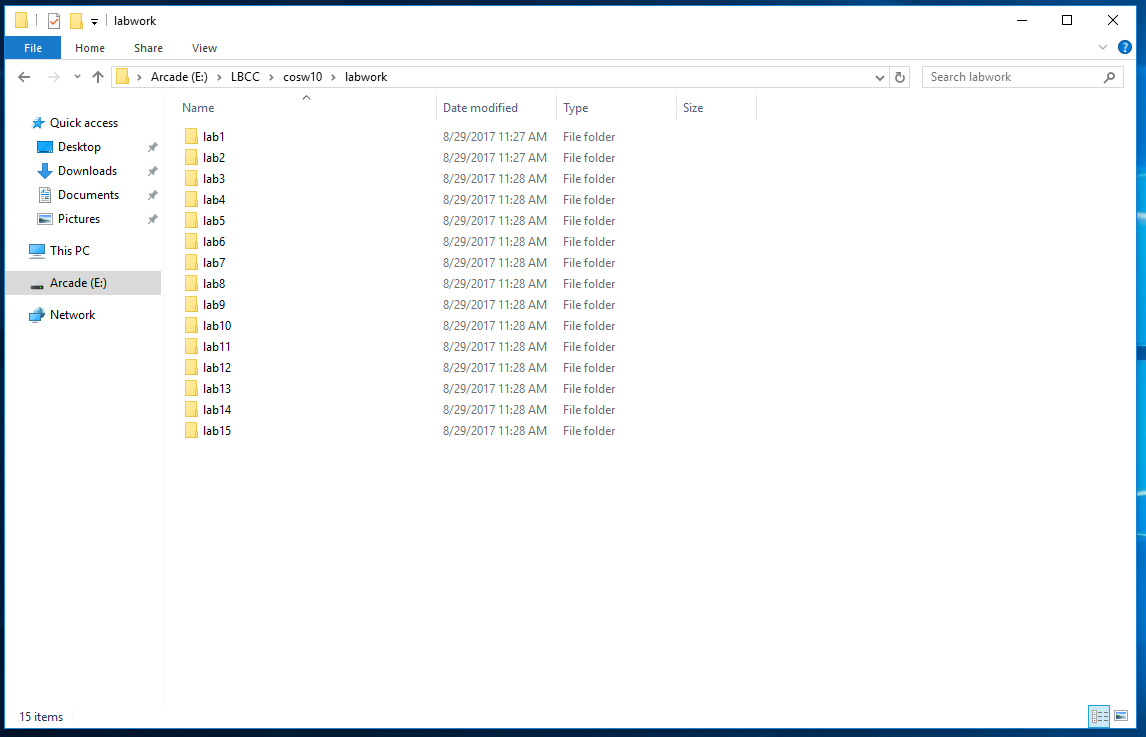 labwork
File Home Share View
Arcade (E:) LBCC cosw10 labwork Search labwork
Name Date modified Type Size
Quick access
Desktop
Downloads
Documents
Pictures
This PC
Arcade (E:)
Network
lab1 8/29/2017 11:27 AM File folder
lab2 8/29/2017 11:27 AM File folder
lab3 8/29/2017 11:28 AM File folder
lab4 8/29/2017 11:28 AM File folder
lab5 8/29/2017 11:28 AM File folder
lab6 8/29/2017 11:28 AM File folder
lab7 8/29/2017 11:28 AM File folder
lab8 8/29/2017 11:28 AM File folder
lab9 8/29/2017 11:28 AM File folder
lab10 8/29/2017 11:28 AM File folder
lab11 8/29/2017 11:28 AM File folder
lab12 8/29/2017 11:28 AM File folder
lab13 8/29/2017 11:28 AM File folder
lab14 8/29/2017 11:28 AM File folder
lab15 8/29/2017 11:28 AM File folder
15 items